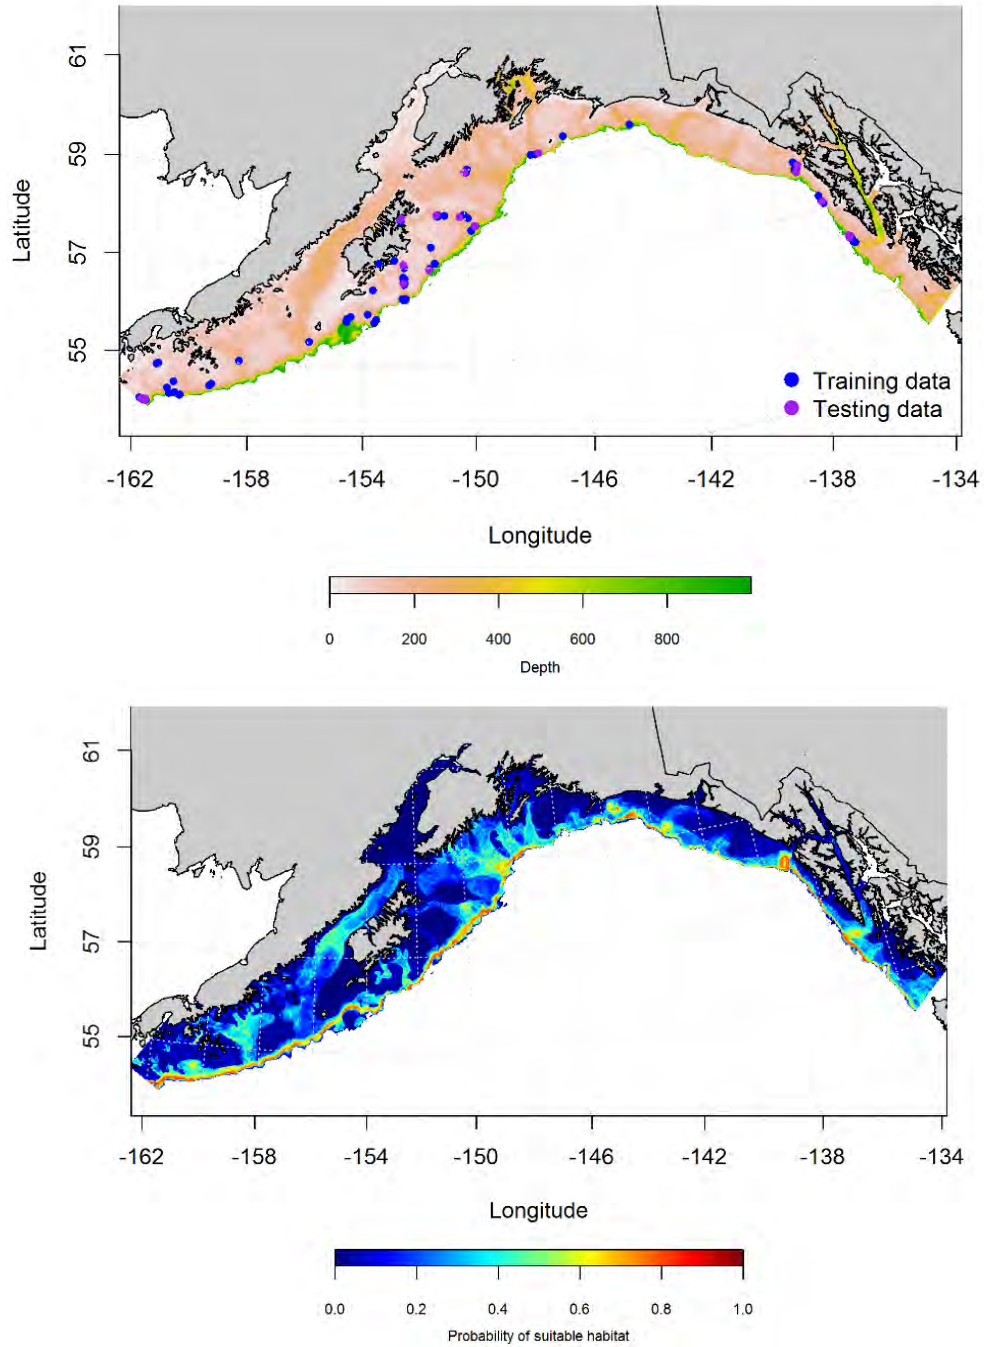 61
59
57
55
Latitude
Training data
Testing data
-162 -158 -154 -150 -146 -142 -138 -134
Longitude
0 200 400 600 800
Depth
61
59
57
55
Latitude
-162 -158 -154 -150 -146 -142 -138 -134
Longitude
0.0 0.2 0.4 0.6 0.8 1.0
Probability of suitable habitat